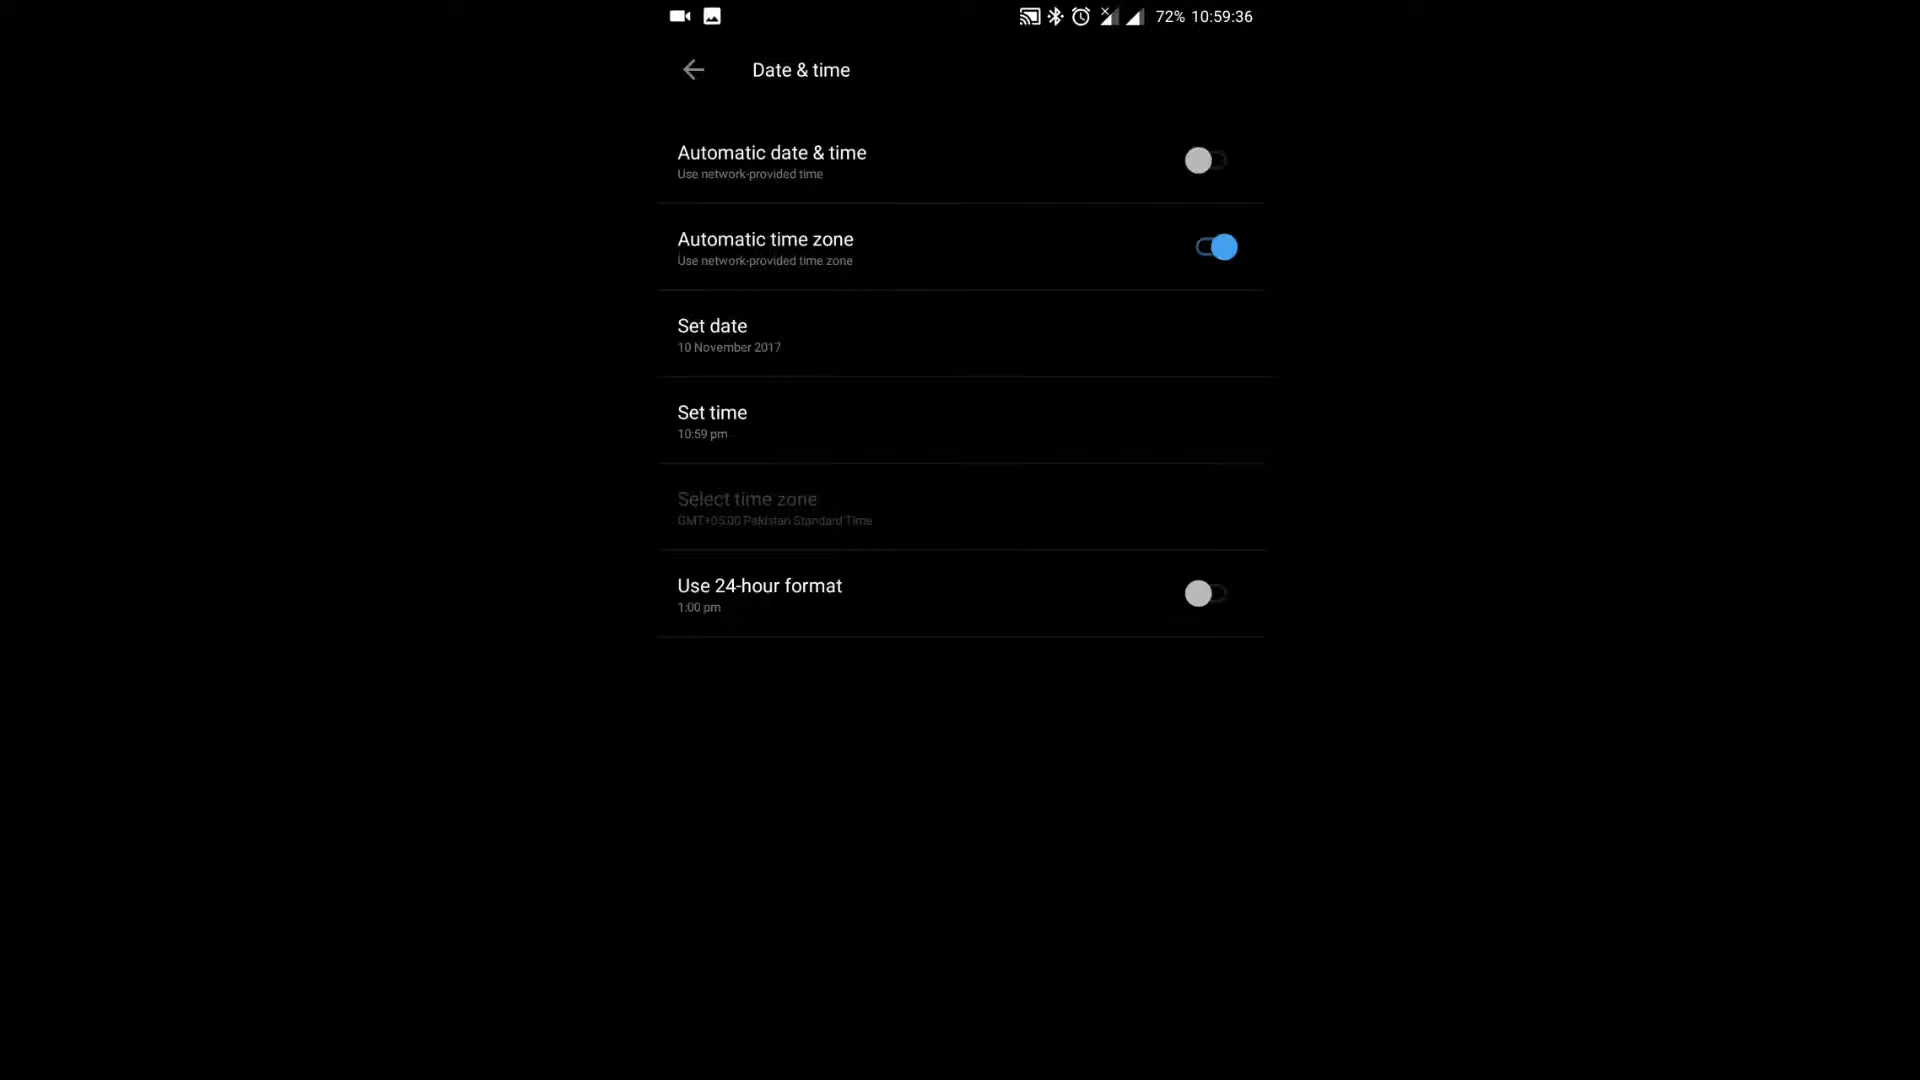 72% 10:59:36
Date & time
Automatic date & time
Use network-provided time
Automatic time zone
Use network-provided time zone
Set date
10 November 2017
Set time
10:59 pm
Select time zone
GMT+05:00 Pakistan Standard Time
Use 24-hour format
1:00 pm